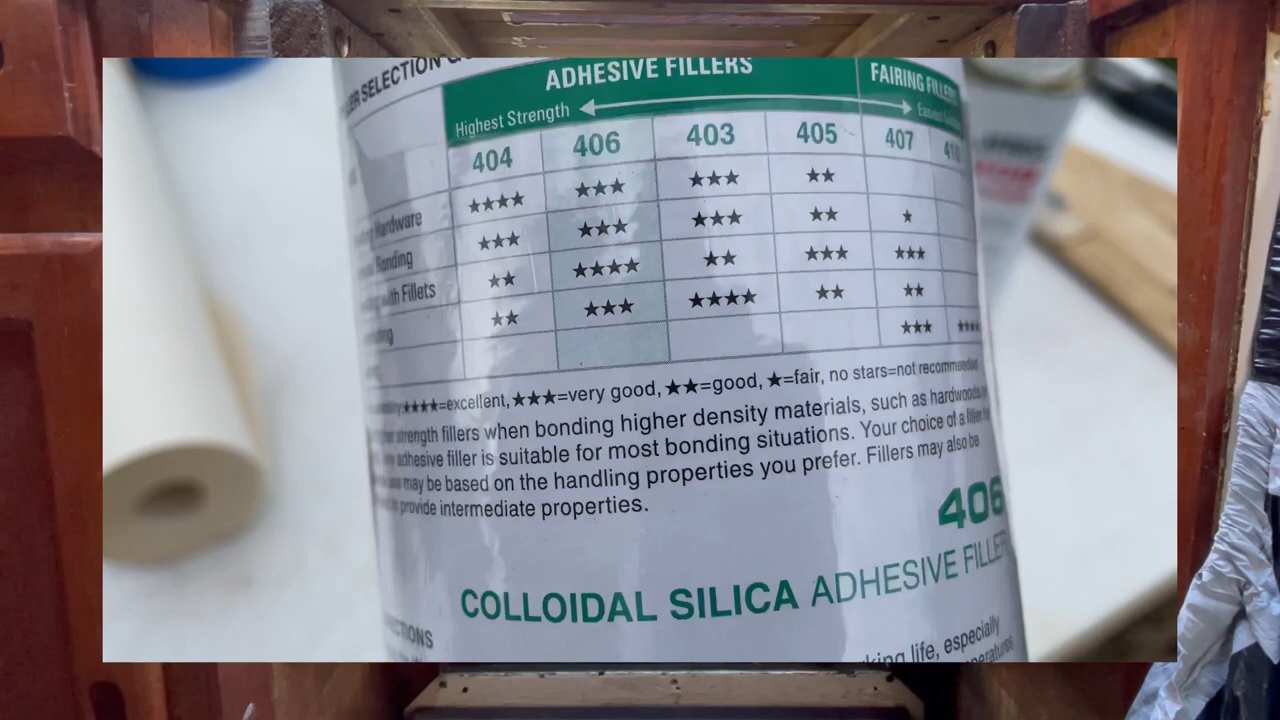 SELECTION
ADHESIVE FILLERS
FAIRING FILLERS
Highest Strength
404 406 403 405 407 410
Hardware ★★★★ ★★★ ★★★ ★★
Bonding ★★★ ★★★ ★★★ ★★ ★
with Fillets ★★ ★★★★ ★★ ★★★ ★★★
★★ ★★★ ★★★★ ★★ ★★
★★★ ★★★★
★★★★=excellent, ★★★=very good, ★★=good, ★=fair, no stars=not recommended
strength fillers when bonding higher density materials, such as hardwoods
adhesive filler is suitable for most bonding situations. Your choice of a filler
may be based on the handling properties you prefer. Fillers may also be
provide intermediate properties.
406
COLLOIDAL SILICA ADHESIVE FILLER
life, especially